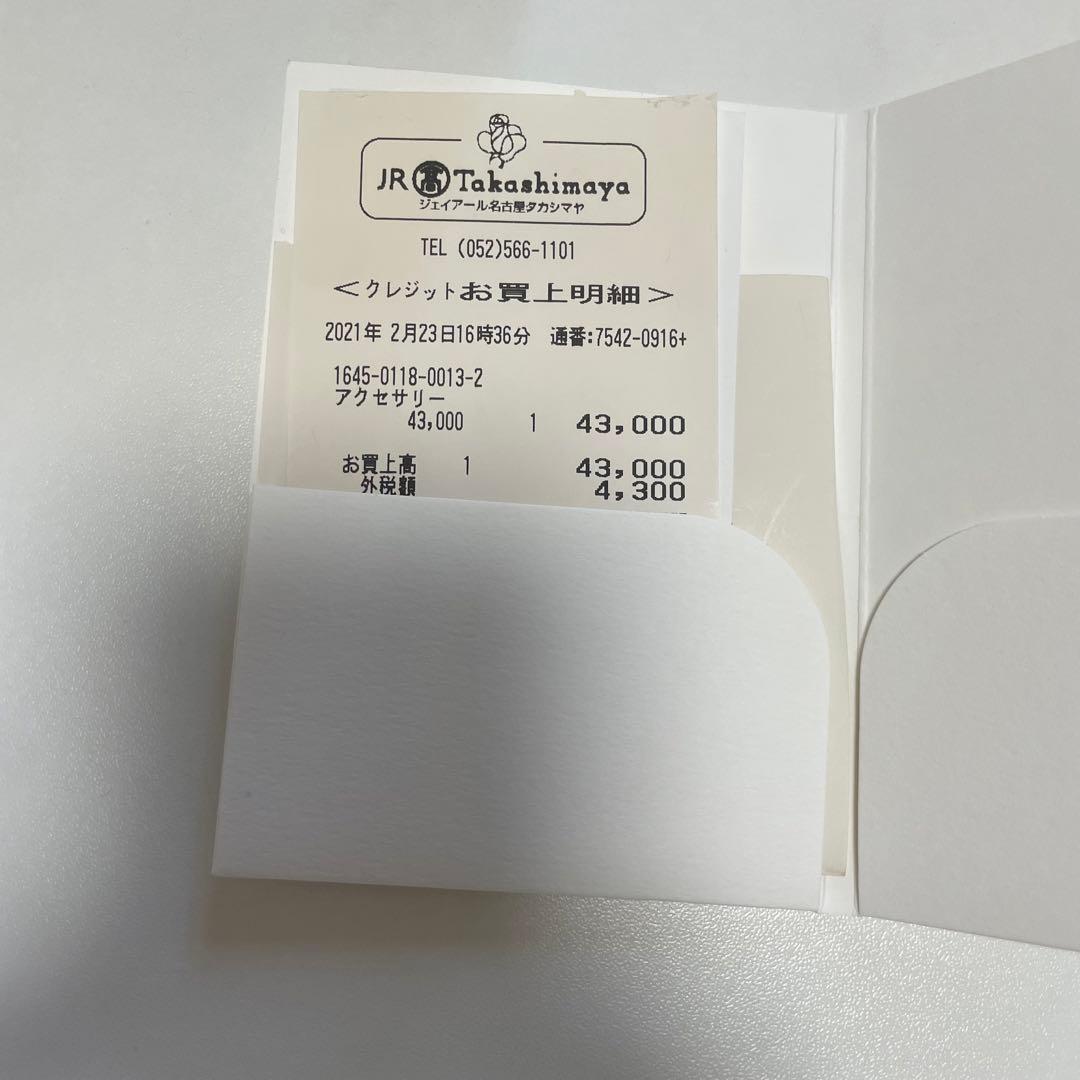 JR 髙 Takashimaya
ジェイアール名古屋タカシマヤ
TEL (052)566-1101
<クレジットお買上明細>
2021年 2月23日16時36分 通番:7542-0916+
1645-0118-0013-2
アクセサリー
43,000 1 43,000
お買上高 1 43,000
外税額 4,300